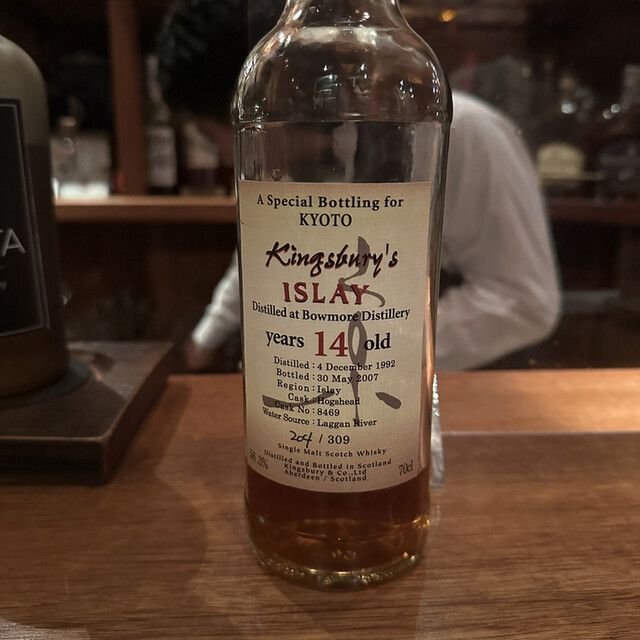 A Special Bottling for
KYOTO
Kingsbury's
ISLAY
Distilled at Bowmore Distillery
years 14 old
Distilled : 4 December 1992
Bottled : 30 May 2007
Region : Islay
Cask : Hogshead
Cask No : 8469
Water Source : Laggan River
204 / 309
Single Malt Scotch Whisky
Distilled and Bottled in Scotland
Kingsbury & Co.,Ltd
Aberdeen / Scotland
70cl
TA